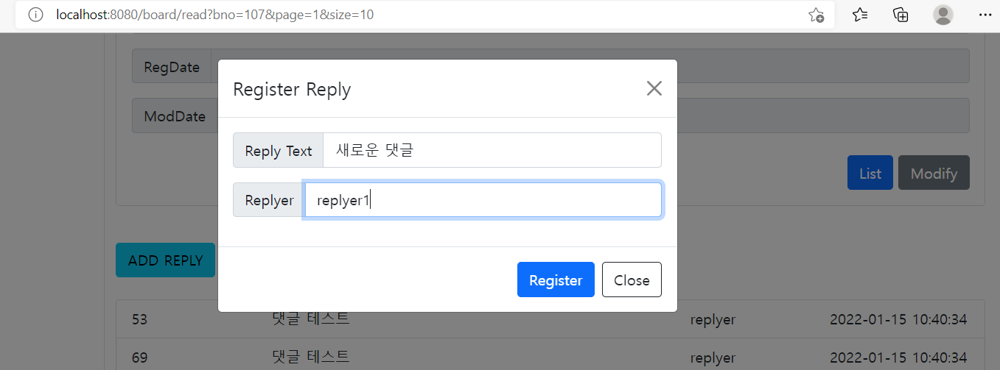 localhost:8080/board/read?bno=107&page=1&size=10
RegDate
Register Reply
ModDate
Reply Text 새로운 댓글
List Modify
Replyer replyer1
ADD REPLY
Register Close
53 댓글 테스트 replyer 2022-01-15 10:40:34
69 댓글 테스트 replyer 2022-01-15 10:40:34